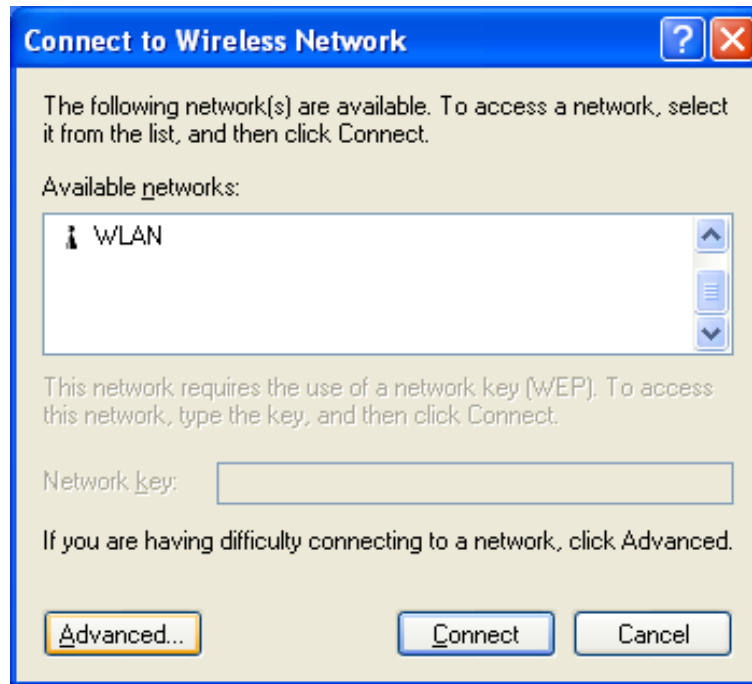 Connect to Wireless Network
The following network(s) are available. To access a network, select
it from the list, and then click Connect.
Available networks:
WLAN
This network requires the use of a network key (WEP). To access
this network, type the key, and then click Connect.
Network key:
If you are having difficulty connecting to a network, click Advanced.
Advanced... Connect Cancel